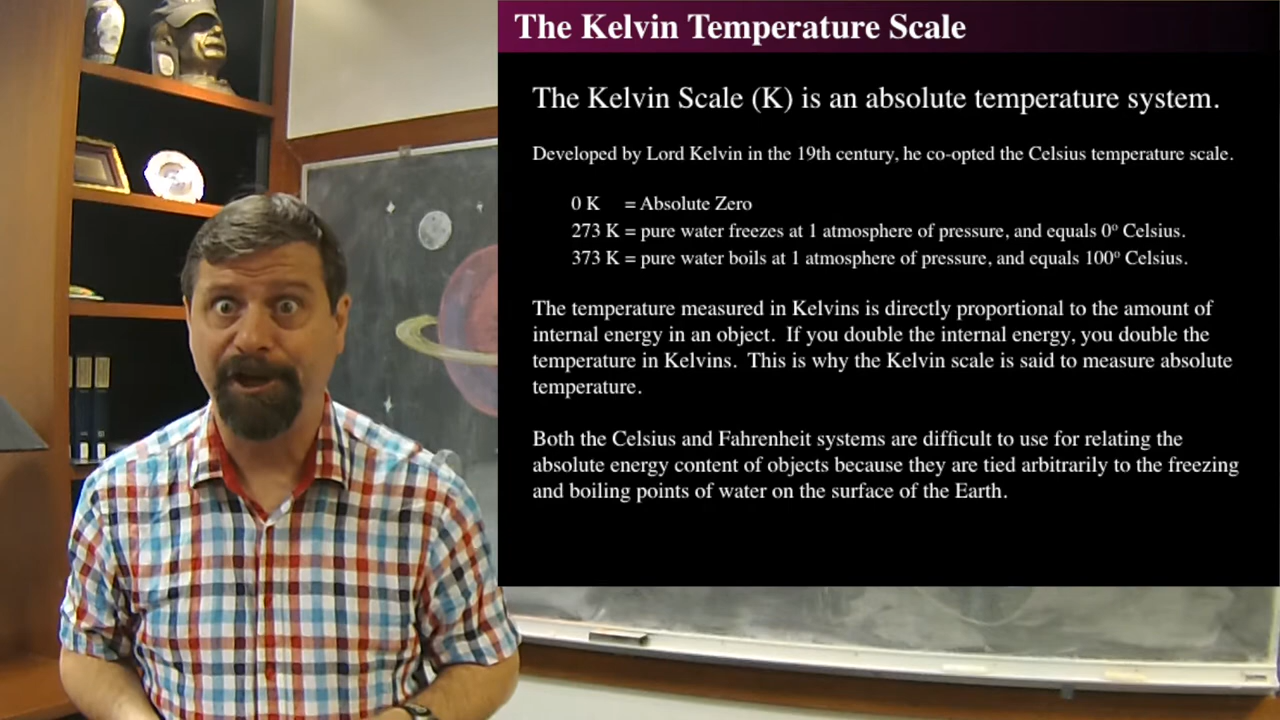 The Kelvin Temperature Scale
The Kelvin Scale (K) is an absolute temperature system.
Developed by Lord Kelvin in the 19th century, he co-opted the Celsius temperature scale.
0 K = Absolute Zero
273 K = pure water freezes at 1 atmosphere of pressure, and equals 0º Celsius.
373 K = pure water boils at 1 atmosphere of pressure, and equals 100º Celsius.
The temperature measured in Kelvins is directly proportional to the amount of
internal energy in an object. If you double the internal energy, you double the
temperature in Kelvins. This is why the Kelvin scale is said to measure absolute
temperature.
Both the Celsius and Fahrenheit systems are difficult to use for relating the
absolute energy content of objects because they are tied arbitrarily to the freezing
and boiling points of water on the surface of the Earth.